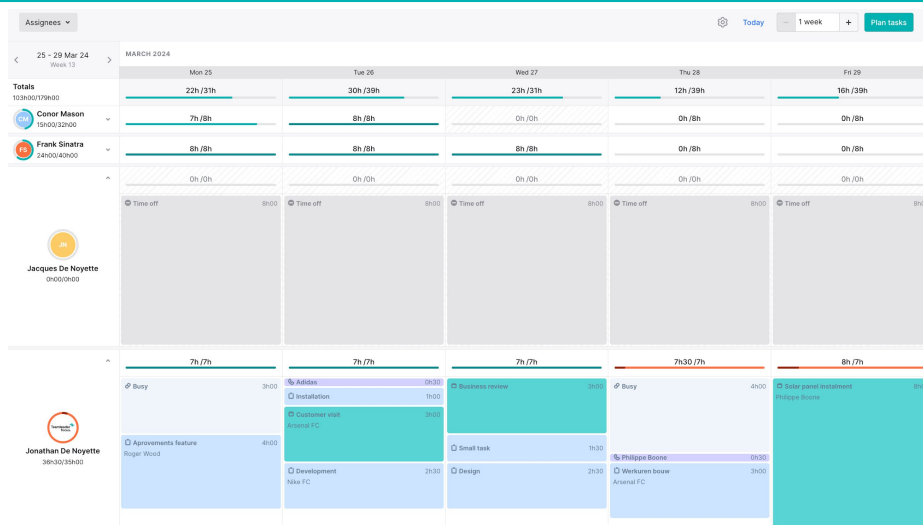 Assignees
Today
1 week
+
Plan tasks
25 - 29 Mar 24
Week 13
MARCH 2024
Mon 25
Tue 26
Wed 27
Thu 28
Fri 29
Totals
103h00/179h00
22h /31h
30h /39h
23h /31h
12h /39h
16h /39h
CM
Conor Mason
15h00/32h00
7h /8h
8h /8h
0h /0h
0h /8h
0h /8h
FS
Frank Sinatra
24h00/40h00
8h /8h
8h /8h
8h /8h
0h /8h
0h /8h
0h /0h
0h /0h
0h /0h
0h /0h
0h /0h
Time off 8h00
Time off 8h00
Time off 8h00
Time off 8h00
Time off
JN
Jacques De Noyette
0h00/0h00
7h /7h
7h /7h
7h /7h
7h30 /7h
8h /7h
Jonathan De Noyette
36h30/35h00
Busy 3h00
Aprovements feature 4h00
Roger Wood
Adidas 0h30
Installation 1h00
Customer visit 3h00
Arsenal FC
Development 2h30
Nike FC
Business review 3h00
Small task 1h30
Design 2h30
Busy 4h00
Philippe Boone 0h30
Werkuren bouw 3h00
Arsenal FC
Solar panel instalment
Philippe Boone